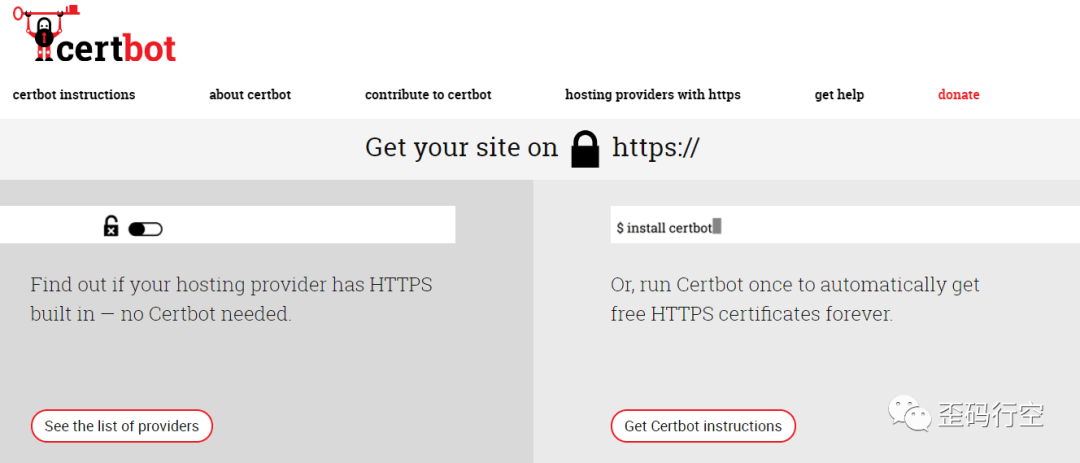 certbot
certbot instructions about certbot contribute to certbot hosting providers with https get help donate
Get your site on https://
$ install certbot
Find out if your hosting provider has HTTPS
built in — no Certbot needed.
Or, run Certbot once to automatically get
free HTTPS certificates forever.
See the list of providers
Get Certbot instructions
歪码行空